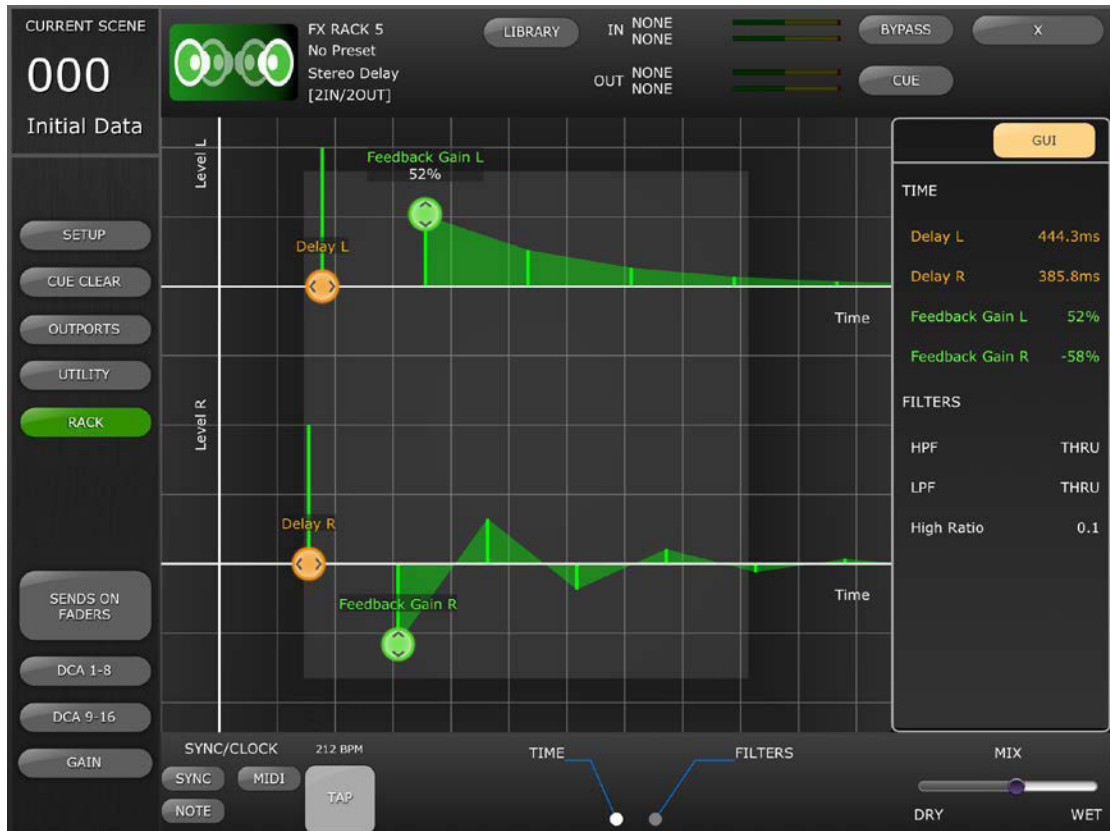 CURRENT SCENE
000
Initial Data
FX RACK 5
No Preset
Stereo Delay
[2IN/2OUT]
LIBRARY
IN NONE
NONE
OUT NONE
NONE
BYPASS
X
CUE
SETUP
CUE CLEAR
OUTPORTS
UTILITY
RACK
SENDS ON
FADERS
DCA 1-8
DCA 9-16
GAIN
Level L
Feedback Gain L
52%
Delay L
Time
Level R
Delay R
Feedback Gain R
Time
GUI
TIME
Delay L 444.3ms
Delay R 385.8ms
Feedback Gain L 52%
Feedback Gain R -58%
FILTERS
HPF THRU
LPF THRU
High Ratio 0.1
SYNC/CLOCK 212 BPM
SYNC MIDI
NOTE
TAP
TIME
FILTERS
MIX
DRY WET